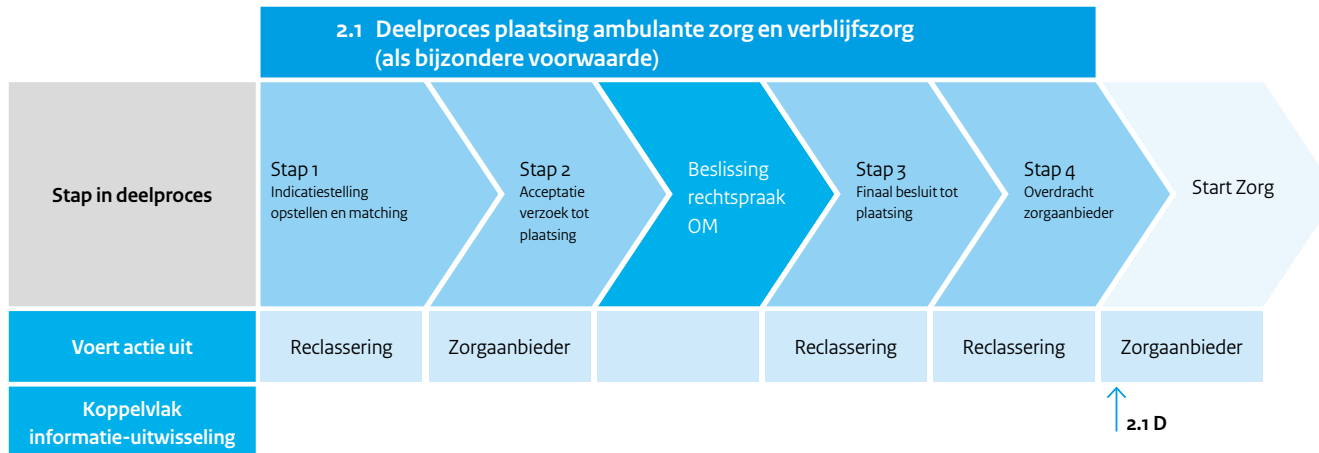 2.1 Deelproces plaatsing ambulante zorg en verblijfszorg
(als bijzondere voorwaarde)
Stap in deelproces
Stap 1
Indicatiestelling
opstellen en matching
Stap 2
Acceptatie
verzoek tot
plaatsing
Beslissing
rechtspraak
OM
Stap 3
Finaal besluit tot
plaatsing
Stap 4
Overdracht
zorgaanbieder
Start Zorg
Voert actie uit
Reclassering
Zorgaanbieder
Reclassering
Reclassering
Zorgaanbieder
Koppelvlak
informatie-uitwisseling
2.1 D